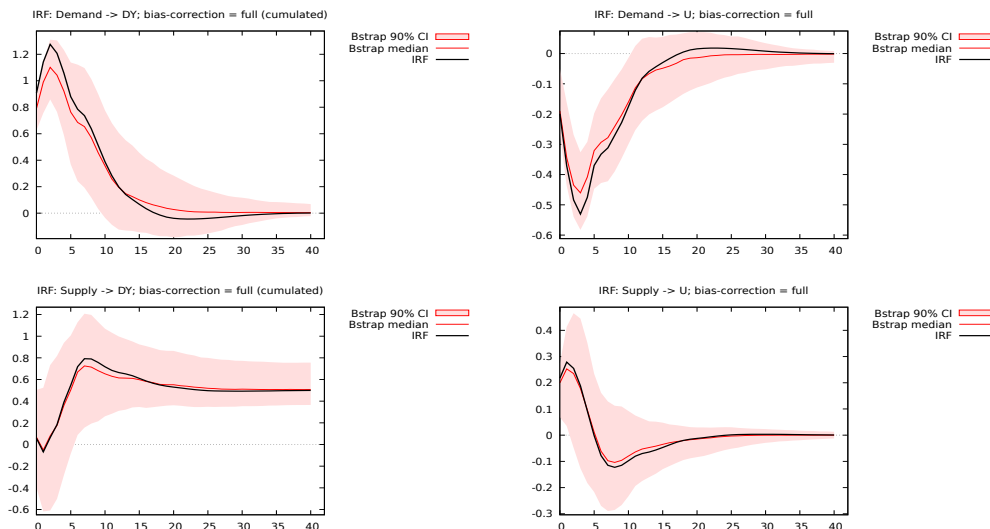 IRF: Demand -> DY; bias-correction = full (cumulated)
Bstrap 90% CI
Bstrap median
IRF
1.2
1
0.8
0.6
0.4
0.2
0
0 5 10 15 20 25 30 35 40
IRF: Demand -> U; bias-correction = full
Bstrap 90% CI
Bstrap median
IRF
0
-0.1
-0.2
-0.3
-0.4
-0.5
-0.6
0 5 10 15 20 25 30 35 40
IRF: Supply -> DY; bias-correction = full (cumulated)
Bstrap 90% CI
Bstrap median
IRF
1.2
1
0.8
0.6
0.4
0.2
0
-0.2
-0.4
-0.6
0 5 10 15 20 25 30 35 40
IRF: Supply -> U; bias-correction = full
Bstrap 90% CI
Bstrap median
IRF
0.4
0.3
0.2
0.1
0
-0.1
-0.2
-0.3
0 5 10 15 20 25 30 35 40